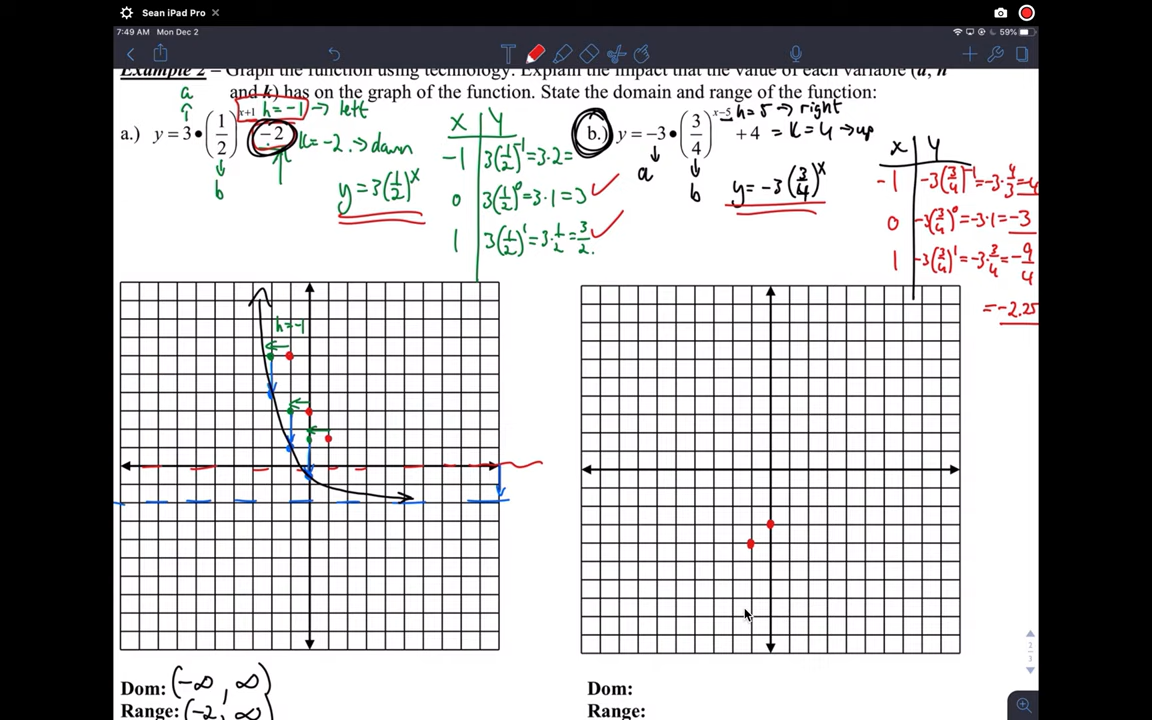 Sean iPad Pro
7:49 AM Mon Dec 2
59%
Example 2 – Graph the function using technology. Explain the impact that the value of each variable (a, h
and k) has on the graph of the function. State the domain and range of the function:
a
a.) y = 3 • (1/2)^(x+1) - 2
h = -1 → left
k = -2 → down
b
y = 3(1/2)^x
x y
-1 3(1/2)^-1 = 3·2 =
0 3(1/2)^0 = 3·1 = 3
1 3(1/2)^1 = 3·1/2 = 3/2
b.) y = −3 • (3/4)^(x−5) + 4
h = 5 → right
= k = 4 → up
a
b
y = -3(3/4)^x
x y
-1 -3(3/4)^-1 = -3·4/3 = -4
0 -3(3/4)^0 = -3·1 = -3
1 -3(3/4)^1 = -3·3/4 = -9/4
= -2.25
h = -1
Dom: (-∞, ∞)
Range: (-2, ∞)
Dom:
Range:
2/3